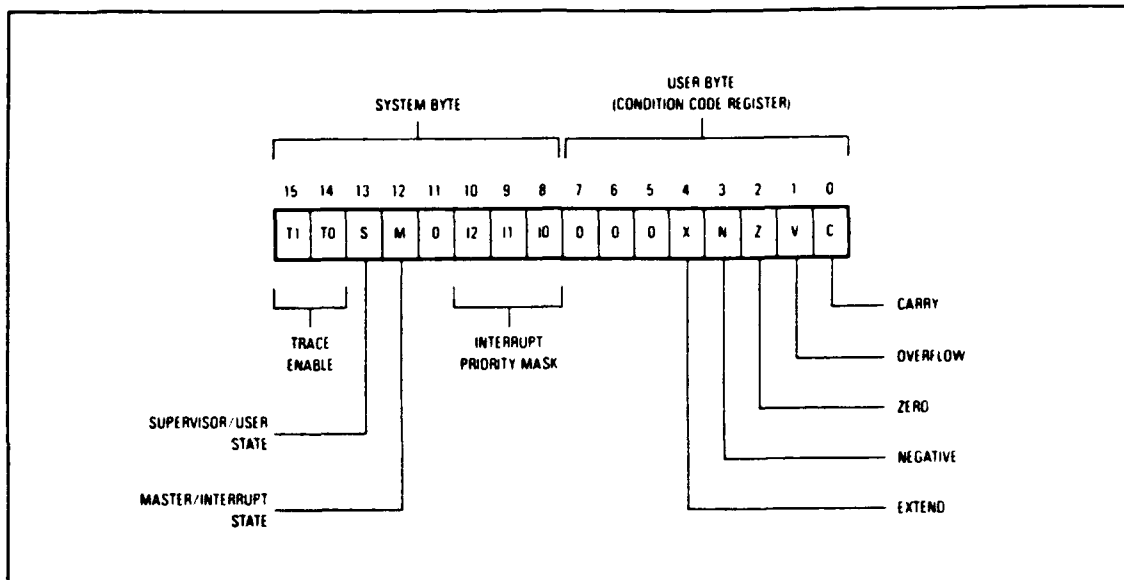 SYSTEM BYTE
USER BYTE
(CONDITION CODE REGISTER)
15 14 13 12 11 10 9 8 7 6 5 4 3 2 1 0
T1 T0 S M 0 I2 I1 I0 0 0 0 X N Z V C
TRACE
ENABLE
INTERRUPT
PRIORITY MASK
SUPERVISOR/USER
STATE
MASTER/INTERRUPT
STATE
CARRY
OVERFLOW
ZERO
NEGATIVE
EXTEND